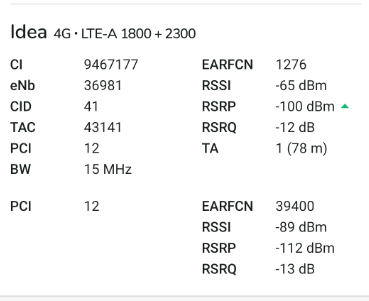 Idea 4G · LTE-A 1800 + 2300
CI 9467177 EARFCN 1276
eNb 36981 RSSI -65 dBm
CID 41 RSRP -100 dBm
TAC 43141 RSRQ -12 dB
PCI 12 TA 1 (78 m)
BW 15 MHz
PCI 12 EARFCN 39400
RSSI -89 dBm
RSRP -112 dBm
RSRQ -13 dB